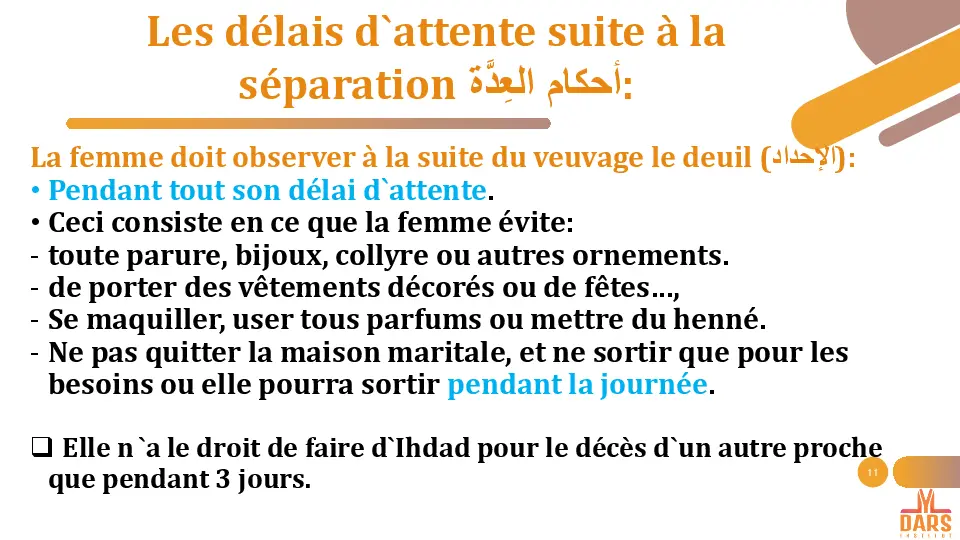 Les délais d`attente suite à la
séparation أحكام العِدَّة:
La femme doit observer à la suite du veuvage le deuil (الإحداد):
• Pendant tout son délai d`attente.
• Ceci consiste en ce que la femme évite:
- toute parure, bijoux, collyre ou autres ornements.
- de porter des vêtements décorés ou de fêtes…,
- Se maquiller, user tous parfums ou mettre du henné.
- Ne pas quitter la maison maritale, et ne sortir que pour les
besoins ou elle pourra sortir pendant la journée.
❑ Elle n`a le droit de faire d`Ihdad pour le décès d`un autre proche
que pendant 3 jours.
11
DARS
INSTITUT